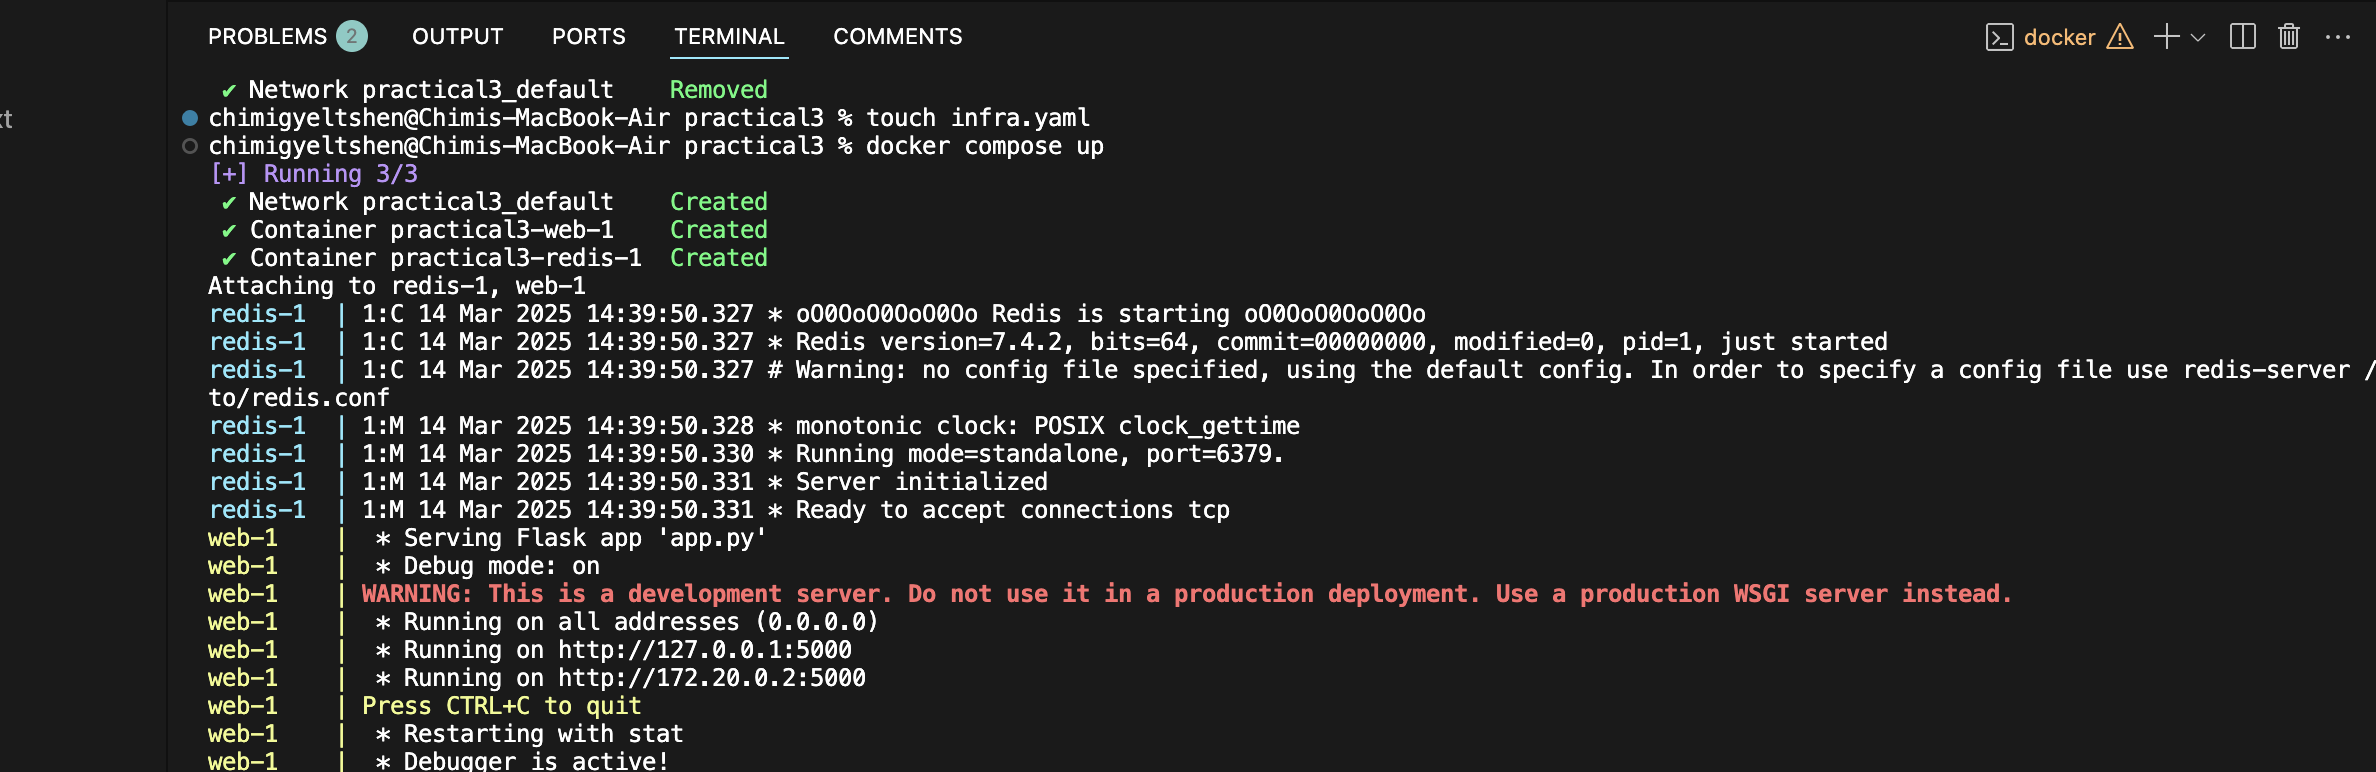 PROBLEMS 2 OUTPUT PORTS TERMINAL COMMENTS docker
✔ Network practical3_default Removed
chimigyeltshen@Chimis-MacBook-Air practical3 % touch infra.yaml
chimigyeltshen@Chimis-MacBook-Air practical3 % docker compose up
[+] Running 3/3
✔ Network practical3_default Created
✔ Container practical3-web-1 Created
✔ Container practical3-redis-1 Created
Attaching to redis-1, web-1
redis-1 | 1:C 14 Mar 2025 14:39:50.327 * oO0OoO0OoO0Oo Redis is starting oO0OoO0OoO0Oo
redis-1 | 1:C 14 Mar 2025 14:39:50.327 * Redis version=7.4.2, bits=64, commit=00000000, modified=0, pid=1, just started
redis-1 | 1:C 14 Mar 2025 14:39:50.327 # Warning: no config file specified, using the default config. In order to specify a config file use redis-server /
to/redis.conf
redis-1 | 1:M 14 Mar 2025 14:39:50.328 * monotonic clock: POSIX clock_gettime
redis-1 | 1:M 14 Mar 2025 14:39:50.330 * Running mode=standalone, port=6379.
redis-1 | 1:M 14 Mar 2025 14:39:50.331 * Server initialized
redis-1 | 1:M 14 Mar 2025 14:39:50.331 * Ready to accept connections tcp
web-1 | * Serving Flask app 'app.py'
web-1 | * Debug mode: on
web-1 | WARNING: This is a development server. Do not use it in a production deployment. Use a production WSGI server instead.
web-1 | * Running on all addresses (0.0.0.0)
web-1 | * Running on http://127.0.0.1:5000
web-1 | * Running on http://172.20.0.2:5000
web-1 | Press CTRL+C to quit
web-1 | * Restarting with stat
web-1 | * Debugger is active!